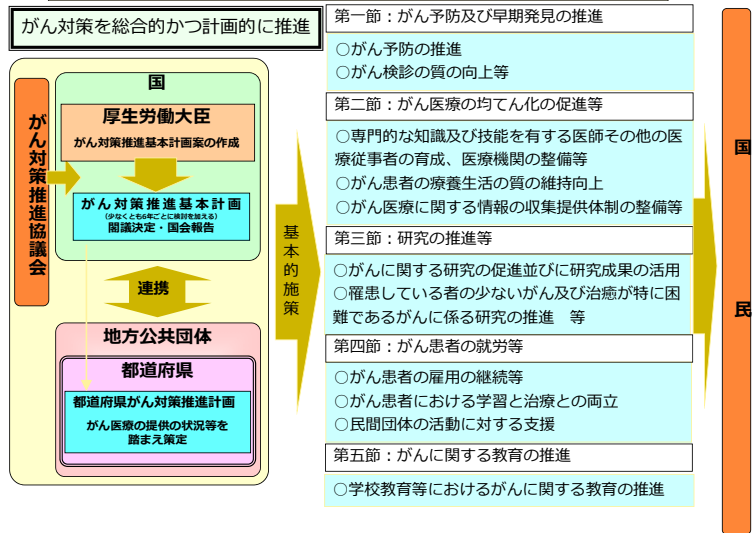 がん対策を総合的かつ計画的に推進
がん対策推進協議会
国
厚生労働大臣
がん対策推進基本計画案の作成
がん対策推進基本計画
(少なくとも6年ごとに検討を加える)
閣議決定・国会報告
連携
地方公共団体
都道府県
都道府県がん対策推進計画
がん医療の提供の状況等を
踏まえ策定
基本的施策
第一節：がん予防及び早期発見の推進
○がん予防の推進
○がん検診の質の向上等
第二節：がん医療の均てん化の促進等
○専門的な知識及び技能を有する医師その他の医
療従事者の育成、医療機関の整備等
○がん患者の療養生活の質の維持向上
○がん医療に関する情報の収集提供体制の整備等
第三節：研究の推進等
○がんに関する研究の促進並びに研究成果の活用
○罹患している者の少ないがん及び治癒が特に困
難であるがんに係る研究の推進　等
第四節：がん患者の就労等
○がん患者の雇用の継続等
○がん患者における学習と治療との両立
○民間団体の活動に対する支援
第五節：がんに関する教育の推進
○学校教育等におけるがんに関する教育の推進
国民